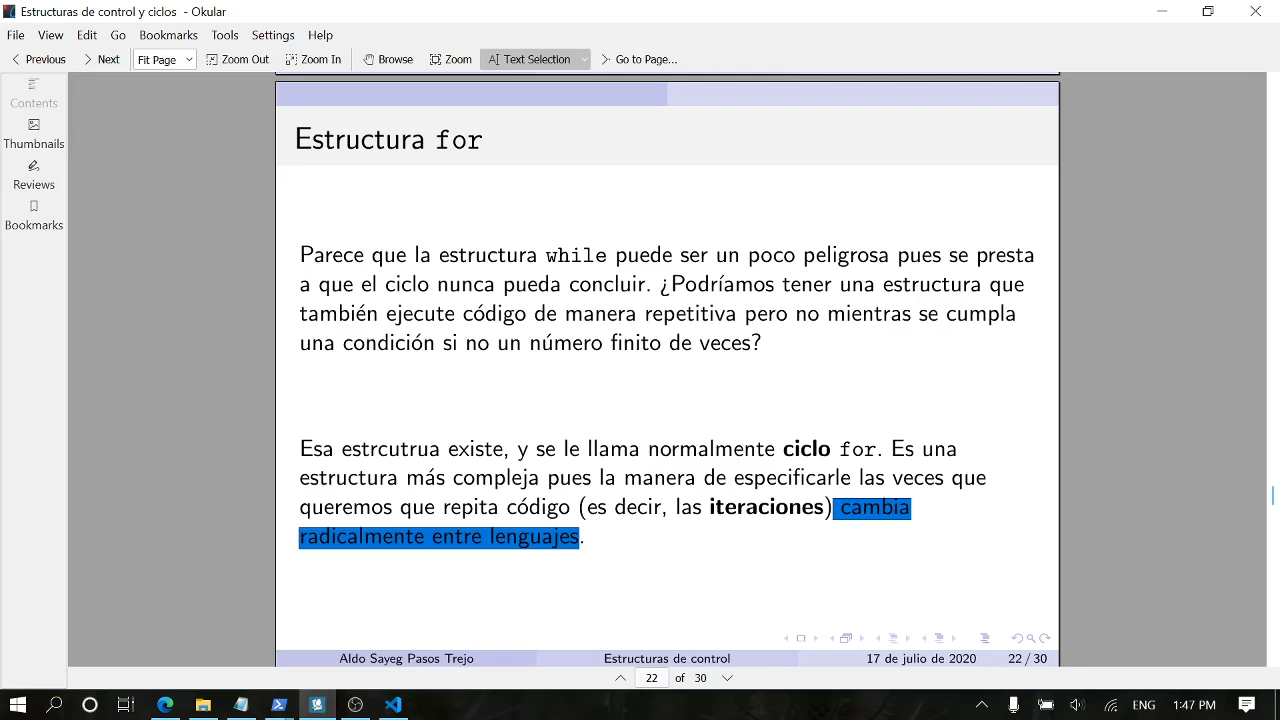 Estructuras de control y ciclos - Okular
File View Edit Go Bookmarks Tools Settings Help
Previous Next Fit Page Zoom Out Zoom In Browse Zoom Text Selection Go to Page...
Contents
Thumbnails
Reviews
Bookmarks
Estructura for
Parece que la estructura while puede ser un poco peligrosa pues se presta
a que el ciclo nunca pueda concluir. ¿Podríamos tener una estructura que
también ejecute código de manera repetitiva pero no mientras se cumpla
una condición si no un número finito de veces?
Esa estrcutrua existe, y se le llama normalmente ciclo for. Es una
estructura más compleja pues la manera de especificarle las veces que
queremos que repita código (es decir, las iteraciones) cambia
radicalmente entre lenguajes.
Aldo Sayeg Pasos Trejo Estructuras de control 17 de julio de 2020 22 / 30
22 of 30
ENG 1:47 PM